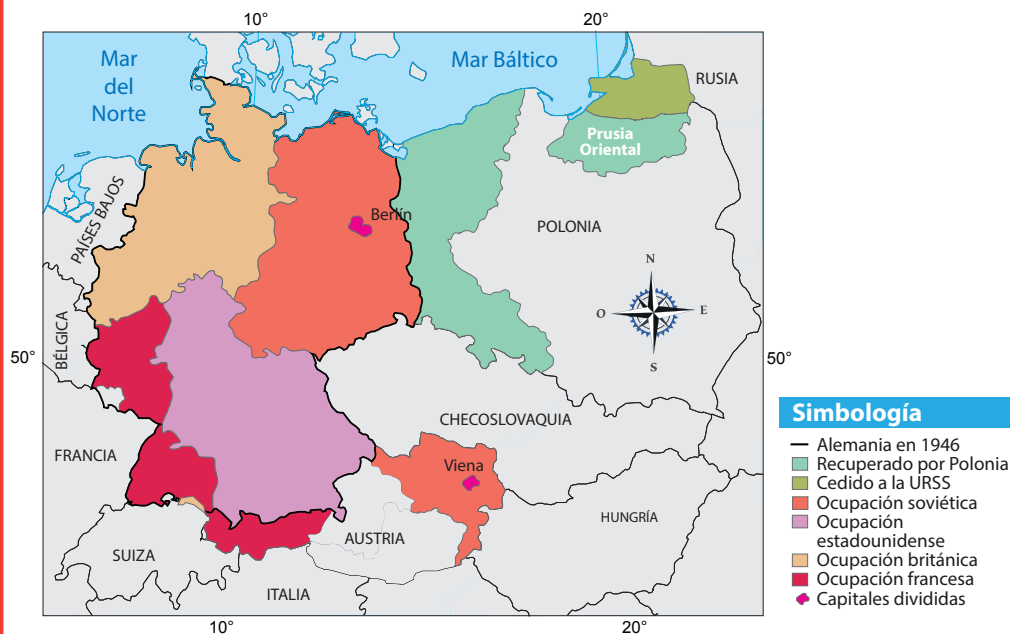 10°
20°
Mar
del
Norte
Mar Báltico
RUSIA
Prusia
Oriental
PAÍSES BAJOS
Berlín
POLONIA
N
O
E
S
BÉLGICA
50°
50°
CHECOSLOVAQUIA
FRANCIA
Viena
HUNGRÍA
AUSTRIA
SUIZA
ITALIA
10°
20°
Simbología
Alemania en 1946
Recuperado por Polonia
Cedido a la URSS
Ocupación soviética
Ocupación
estadounidense
Ocupación británica
Ocupación francesa
Capitales divididas